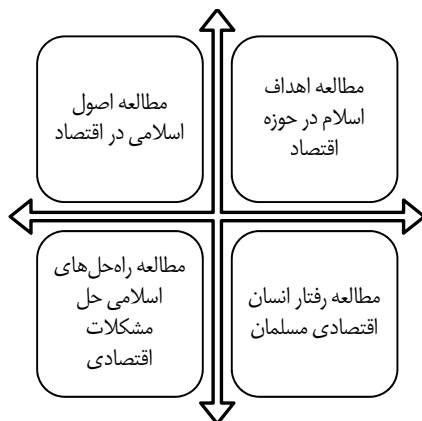 مطالعه اهداف
اسلام در حوزه
اقتصاد
مطالعه اصول
اسلامی در اقتصاد
مطالعه رفتار انسان
اقتصادی مسلمان
مطالعه راه‌حل‌های
اسلامی حل
مشکلات
اقتصادی